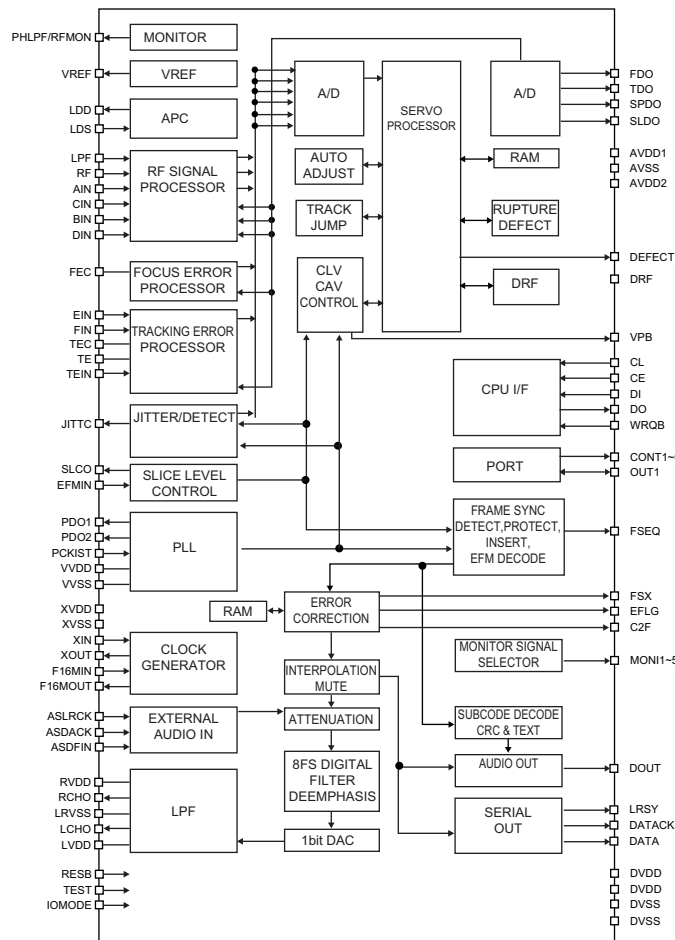 PHLPF/RFMON
VREF
LDD
LDS
LPF
RF
AIN
CIN
BIN
DIN
FEC
EIN
FIN
TEC
TE
TEIN
JITTC
SLCO
EFMIN
PDO1
PDO2
PCKIST
VVDD
VVSS
XVDD
XVSS
XIN
XOUT
F16MIN
F16MOUT
ASLRCK
ASDACK
ASDFIN
RVDD
RCHO
LRVSS
LCHO
LVDD
RESB
TEST
IOMODE
MONITOR
VREF
APC
RF SIGNAL
PROCESSOR
FOCUS ERROR
PROCESSOR
TRACKING ERROR
PROCESSOR
JITTER/DETECT
SLICE LEVEL
CONTROL
PLL
RAM
CLOCK
GENERATOR
EXTERNAL
AUDIO IN
LPF
A/D
AUTO
ADJUST
TRACK
JUMP
CLV
CAV
CONTROL
ERROR
CORRECTION
INTERPOLATION
MUTE
ATTENUATION
8FS DIGITAL
FILTER
DEEMPHASIS
1bit DAC
SERVO
PROCESSOR
A/D
RAM
RUPTURE
DEFECT
DRF
CPU I/F
PORT
FRAME SYNC
DETECT,PROTECT,
INSERT,
EFM DECODE
MONITOR SIGNAL
SELECTOR
SUBCODE DECODE
CRC & TEXT
AUDIO OUT
SERIAL
OUT
FDO
TDO
SPDO
SLDO
AVDD1
AVSS
AVDD2
DEFECT
DRF
VPB
CL
CE
DI
DO
WRQB
CONT1~
OUT1
FSEQ
FSX
EFLG
C2F
MONI1~5
DOUT
LRSY
DATACK
DATA
DVDD
DVDD
DVSS
DVSS